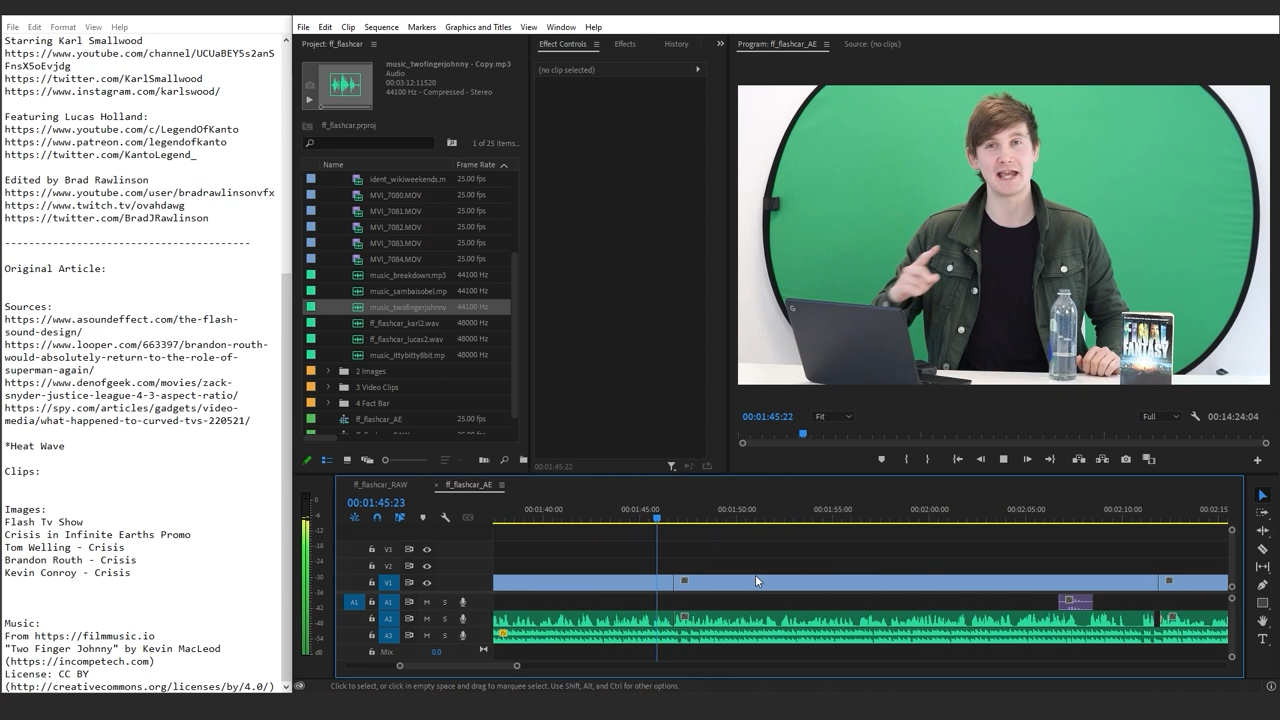 File Edit Format View Help
Starring Karl Smallwood
https://www.youtube.com/channel/UCUaBEY5s2anS
FnsX5oEvjdg
https://twitter.com/KarlSmallwood
https://www.instagram.com/karlswood/
Featuring Lucas Holland:
https://www.youtube.com/c/LegendOfKanto
https://www.patreon.com/legendofkanto
https://twitter.com/KantoLegend_
Edited by Brad Rawlinson
https://www.youtube.com/user/bradrawlinsonvfx
https://www.twitch.tv/ovahdawg
https://twitter.com/BradJRawlinson
---------------------------------------
Original Article:
Sources:
https://www.asoundeffect.com/the-flash-
sound-design/
https://www.looper.com/663397/brandon-routh-
would-absolutely-return-to-the-role-of-
superman-again/
https://www.denofgeek.com/movies/zack-
snyder-justice-league-4-3-aspect-ratio/
https://spy.com/articles/gadgets/video-
media/what-happened-to-curved-tvs-220521/
*Heat Wave
Clips:
Images:
Flash Tv Show
Crisis in Infinite Earths Promo
Tom Welling - Crisis
Brandon Routh - Crisis
Kevin Conroy - Crisis
Music:
From https://filmmusic.io
"Two Finger Johnny" by Kevin MacLeod
(https://incompetech.com)
License: CC BY
(http://creativecommons.org/licenses/by/4.0/)
File Edit Clip Sequence Markers Graphics and Titles View Window Help
Project: ff_flashcar
music_twofingerjohnny - Copy.mp3
Audio
00:03:12:11520
44100 Hz - Compressed - Stereo
ff_flashcar.prproj
1 of 25 items...
Name Frame Rate
ident_wikiweekends.m 25.00 fps
MVI_7080.MOV 25.00 fps
MVI_7081.MOV 25.00 fps
MVI_7082.MOV 25.00 fps
MVI_7083.MOV 25.00 fps
MVI_7084.MOV 25.00 fps
music_breakdown.mp3 44100 Hz
music_sambaisobel.mp 44100 Hz
music_twofingerjohnny 44100 Hz
ff_flashcar_karl2.wav 48000 Hz
ff_flashcar_lucas2.wav 48000 Hz
music_ittybitty8bit.mp 48000 Hz
2 Images
3 Video Clips
4 Fact Bar
ff_flashcar_AE 25.00 fps
Effect Controls Effects History
(no clip selected)
00:01:45:22
Program: ff_flashcar_AE Source: (no clips)
FANTASY
00:01:45:22 Fit Full 00:14:24:04
ff_flashcar_RAW × ff_flashcar_AE
00:01:45:23
00:01:40:00 00:01:45:00 00:01:50:00 00:01:55:00 00:02:00:00 00:02:05:00 00:02:10:00 00:02:15
V3
V2
V1 V1
A1 A1 M S
A2 M S
A3 M S
Mix 0.0
0
-6
-12
-18
-24
-30
-36
-42
-48
-54
dB
Click to select, or click in empty space and drag to marquee select. Use Shift, Alt, and Ctrl for other options.